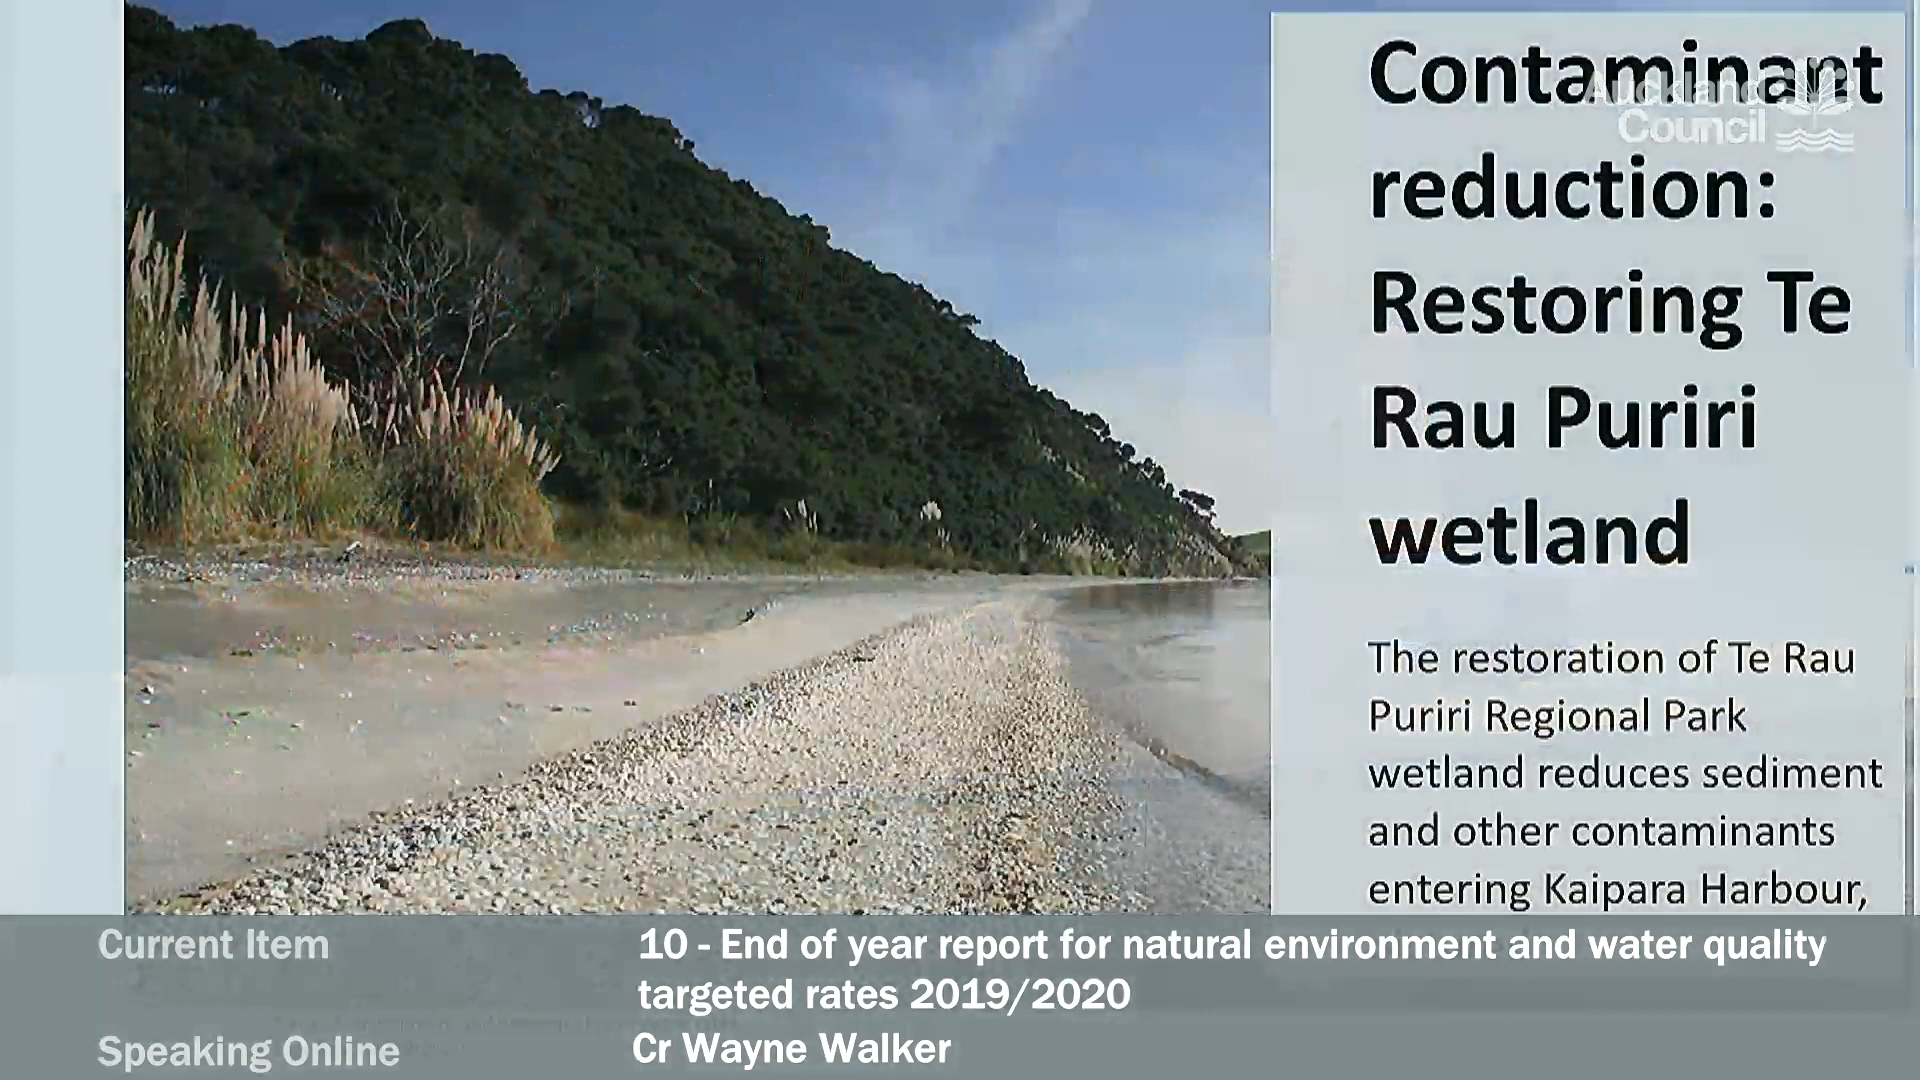 Contaminant
reduction:
Restoring Te
Rau Puriri
wetland
Auckland
Council
The restoration of Te Rau
Puriri Regional Park
wetland reduces sediment
and other contaminants
entering Kaipara Harbour,
Current Item
10 - End of year report for natural environment and water quality
targeted rates 2019/2020
Speaking Online
Cr Wayne Walker